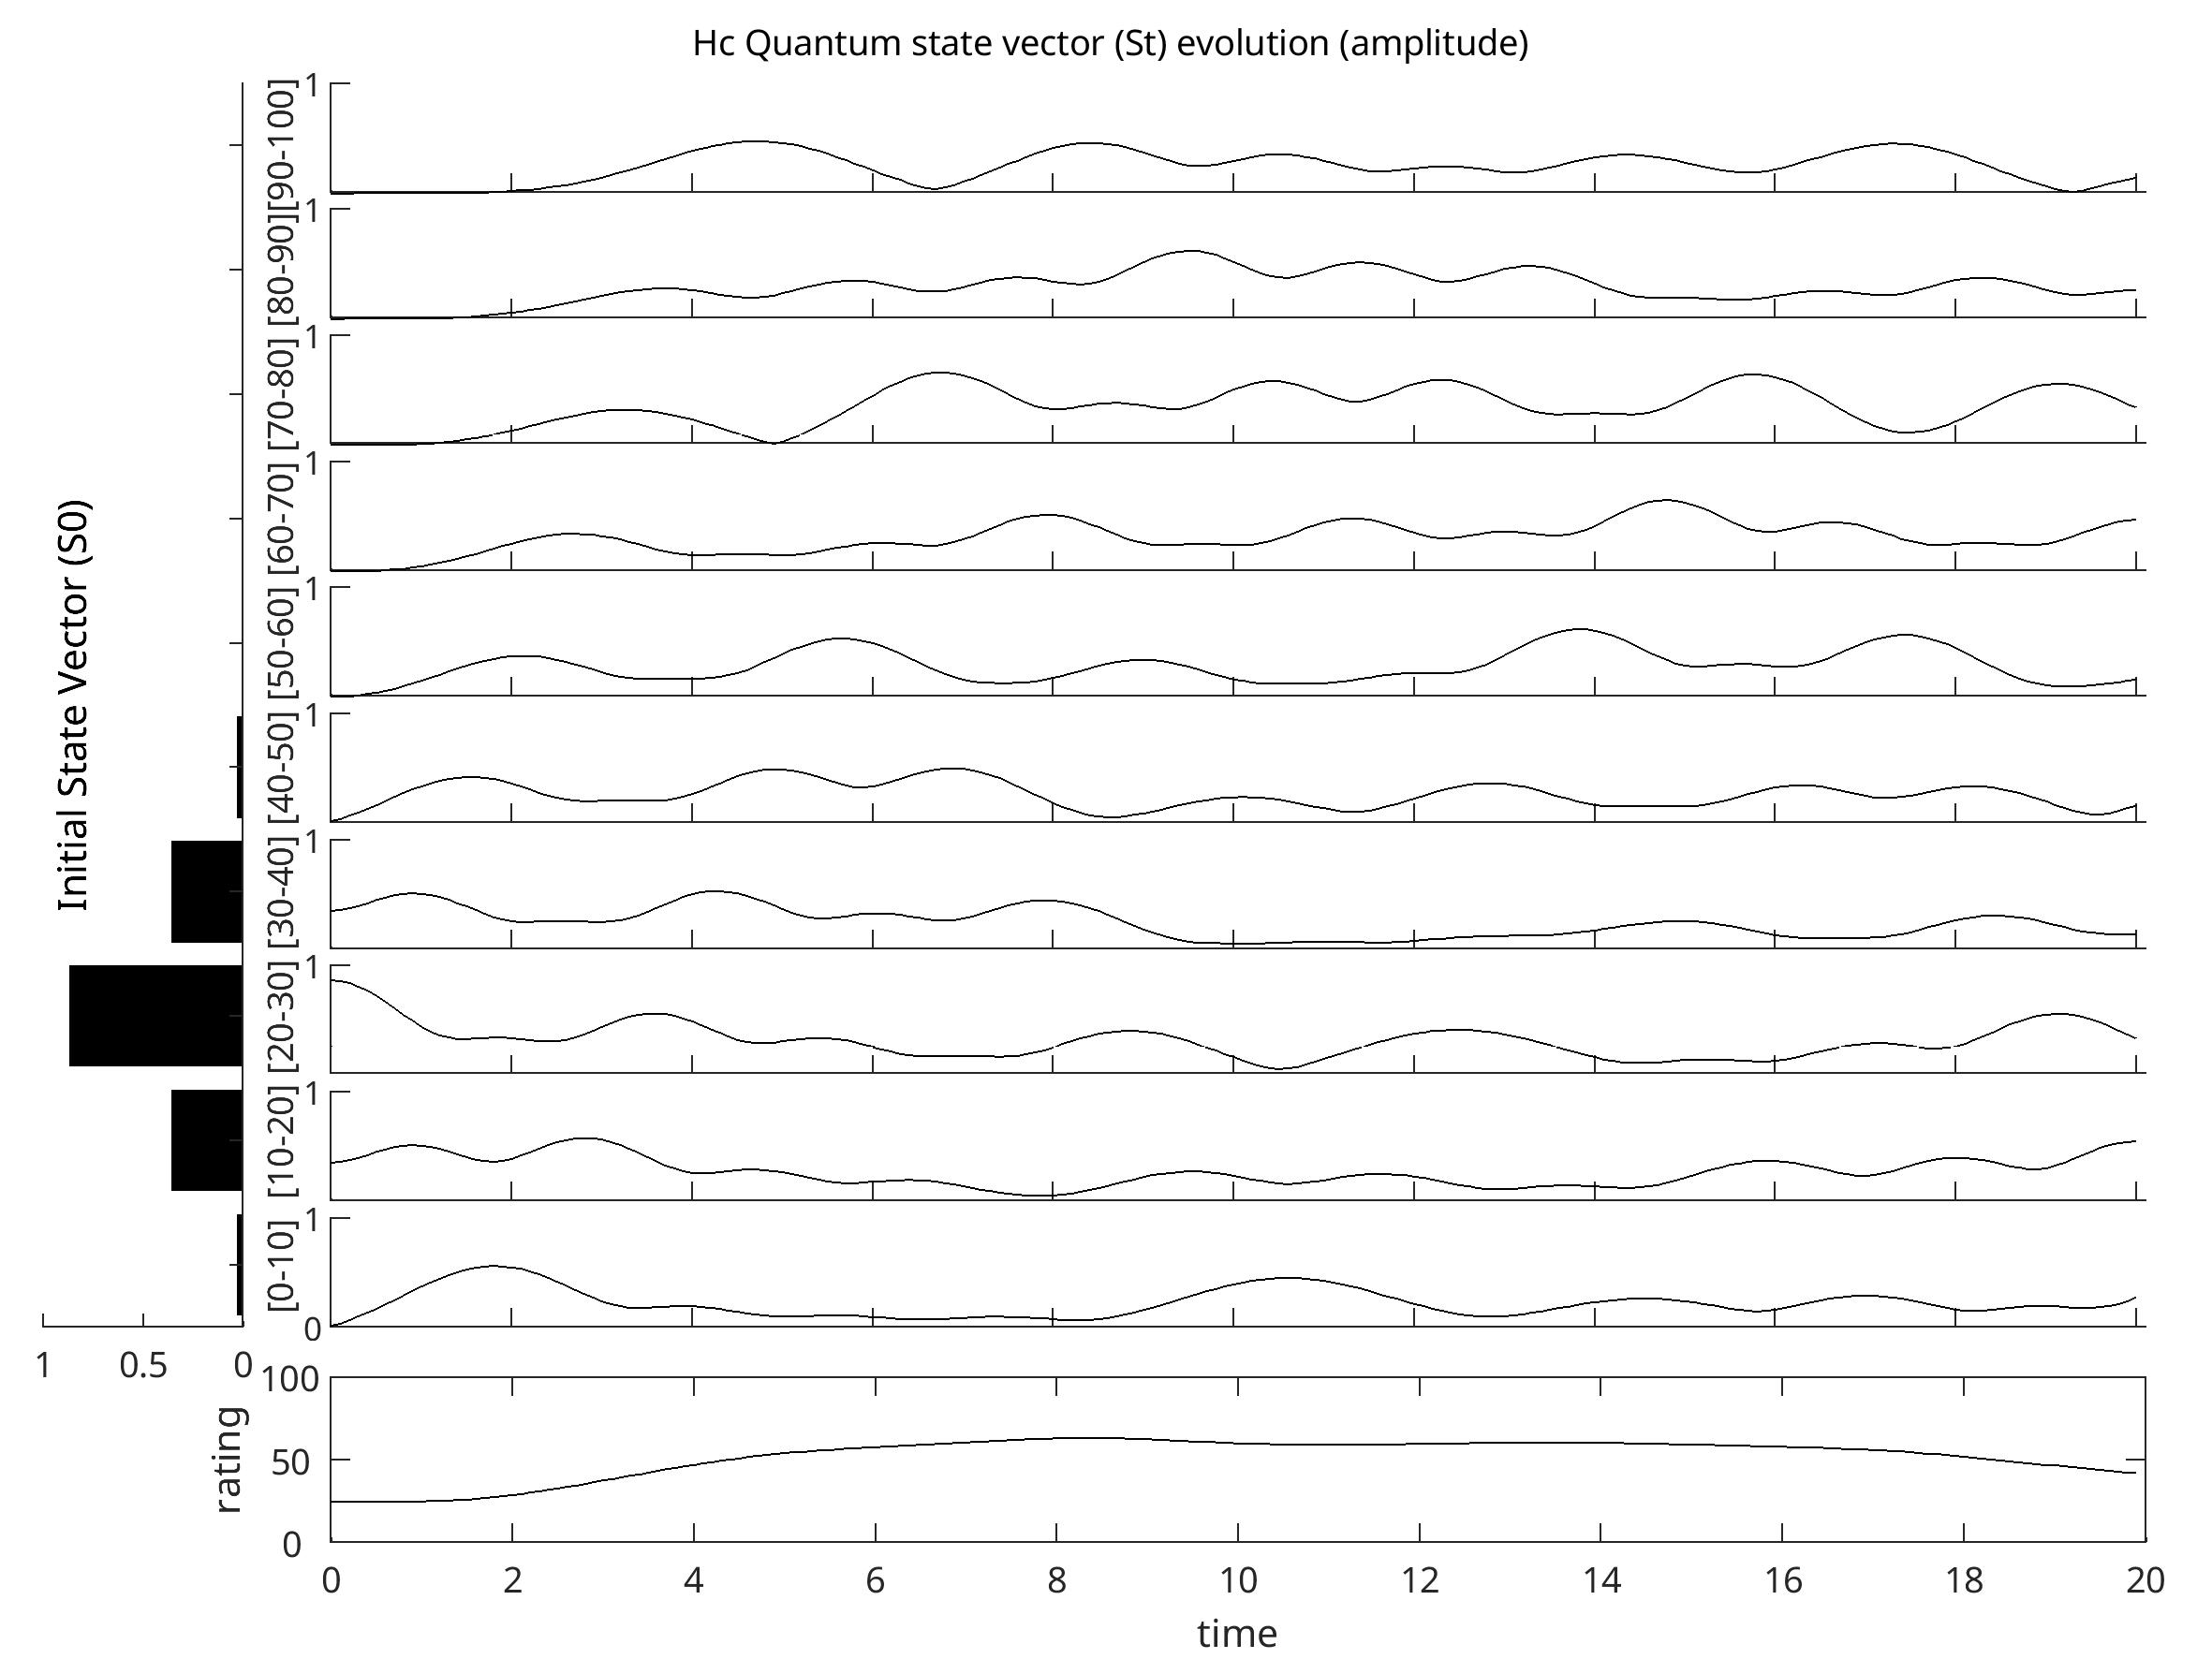 Hc Quantum state vector (St) evolution (amplitude)
Initial State Vector (S0)
1 0.5 0
[90-100] 1
[80-90] 1
[70-80] 1
[60-70] 1
[50-60] 1
[40-50] 1
[30-40] 1
[20-30] 1
[10-20] 1
[0-10] 1
0
rating
100
50
0
0 2 4 6 8 10 12 14 16 18 20
time